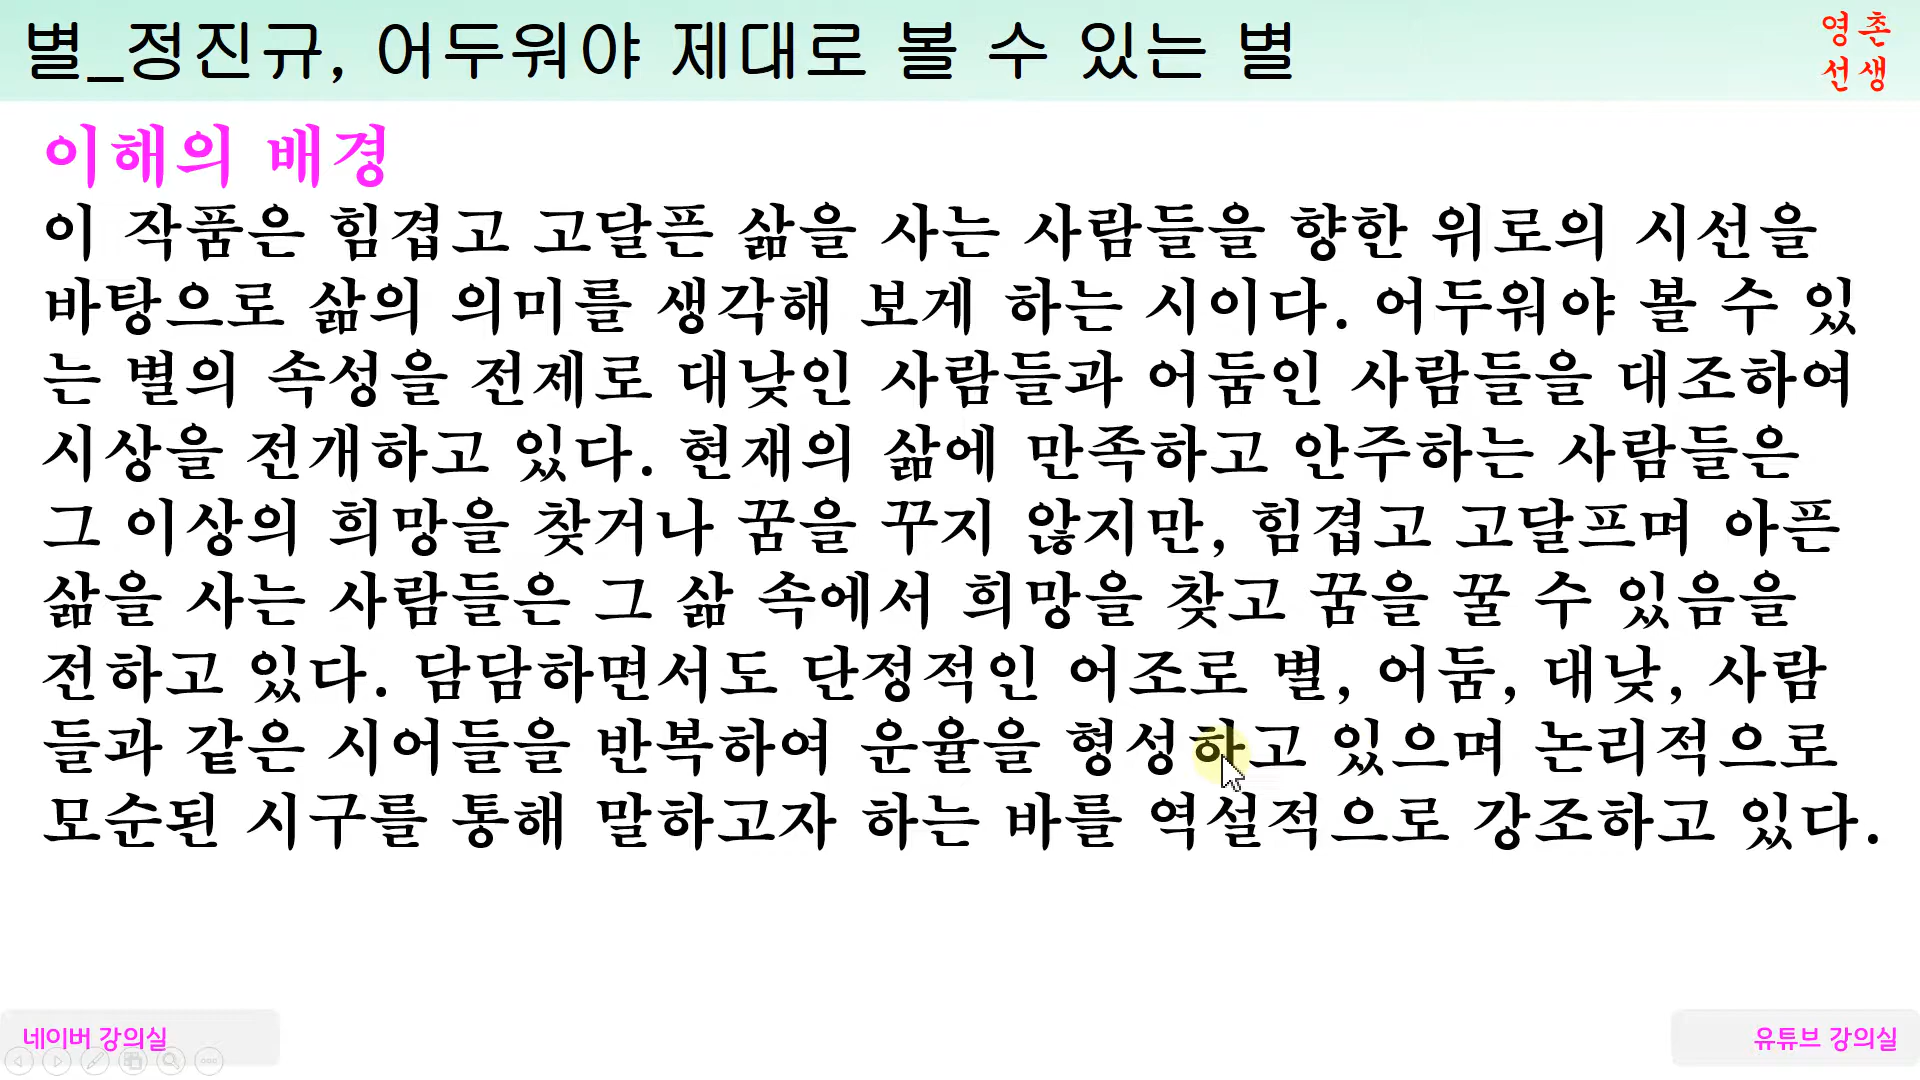 별_정진규, 어두워야 제대로 볼 수 있는 별
영촌
선생
이해의 배경
이 작품은 힘겹고 고달픈 삶을 사는 사람들을 향한 위로의 시선을
바탕으로 삶의 의미를 생각해 보게 하는 시이다. 어두워야 볼 수 있
는 별의 속성을 전제로 대낮인 사람들과 어둠인 사람들을 대조하여
시상을 전개하고 있다. 현재의 삶에 만족하고 안주하는 사람들은
그 이상의 희망을 찾거나 꿈을 꾸지 않지만, 힘겹고 고달프며 아픈
삶을 사는 사람들은 그 삶 속에서 희망을 찾고 꿈을 꿀 수 있음을
전하고 있다. 담담하면서도 단정적인 어조로 별, 어둠, 대낮, 사람
들과 같은 시어들을 반복하여 운율을 형성하고 있으며 논리적으로
모순된 시구를 통해 말하고자 하는 바를 역설적으로 강조하고 있다.
네이버 강의실
유튜브 강의실